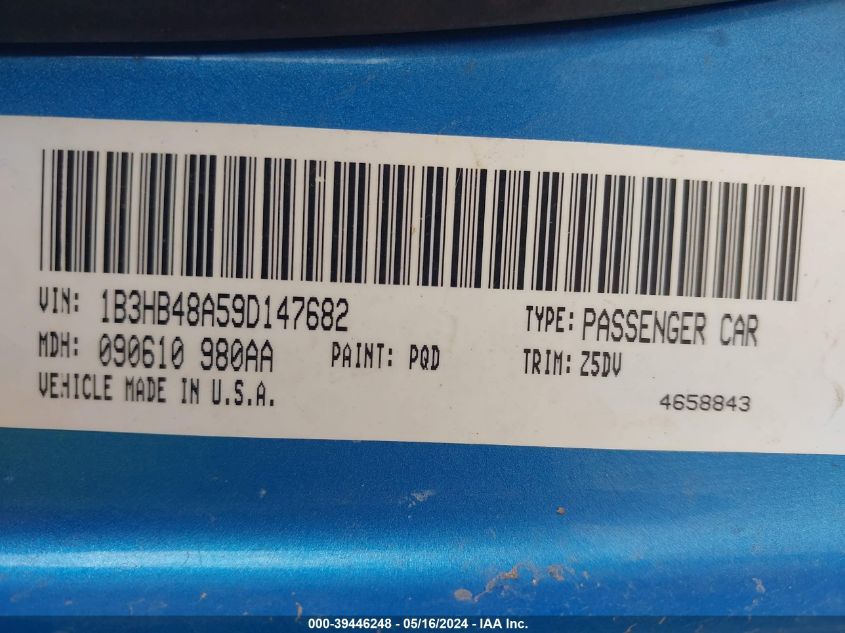 VIN: 1B3HB48A59D147682 TYPE: PASSENGER CAR
MDH: 090610 980AA PAINT: PQD TRIM: Z5DV
VEHICLE MADE IN U.S.A. 4658843
000-39446248 - 05/16/2024 - IAA Inc.